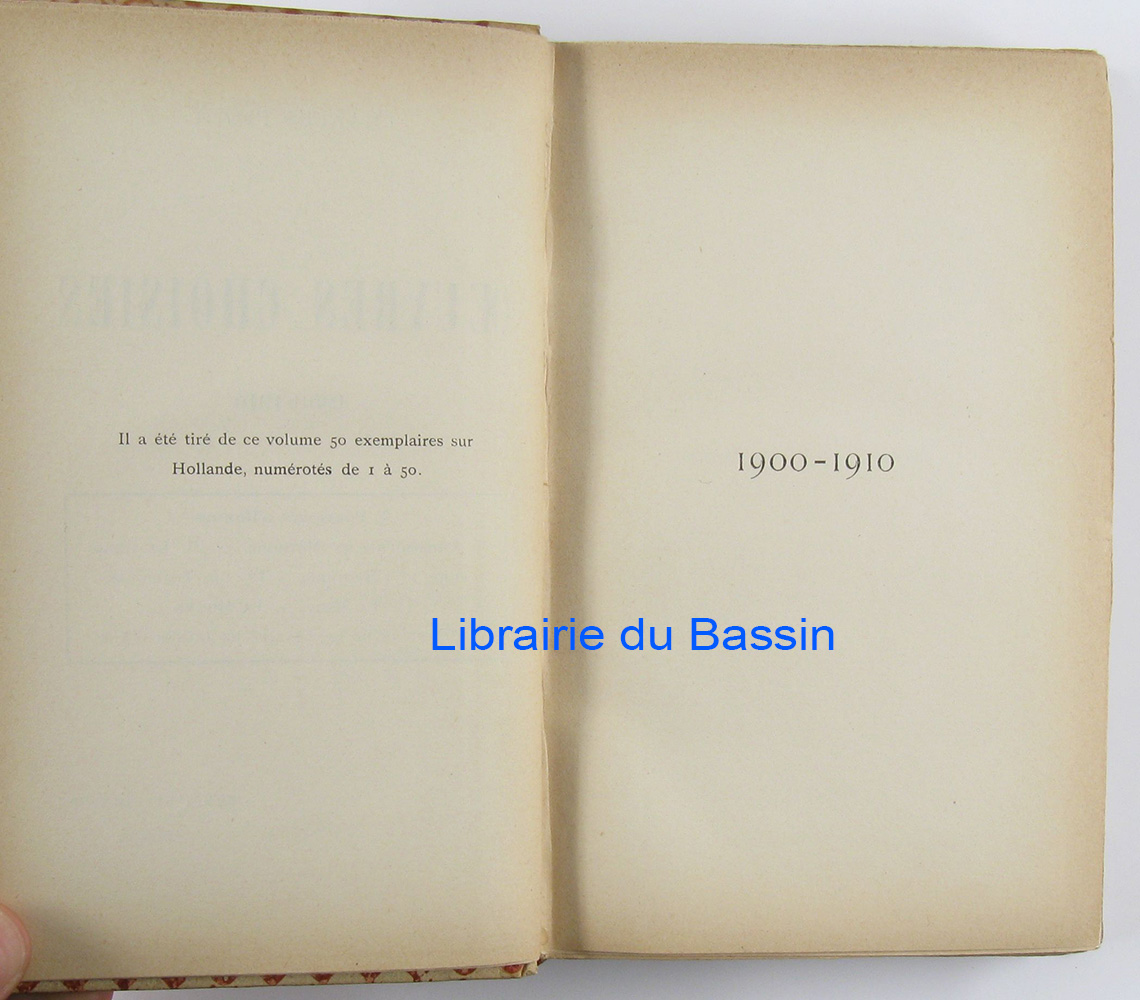 Il a été tiré de ce volume 50 exemplaires sur
Hollande, numérotés de 1 à 50.
1900-1910
Librairie du Bassin